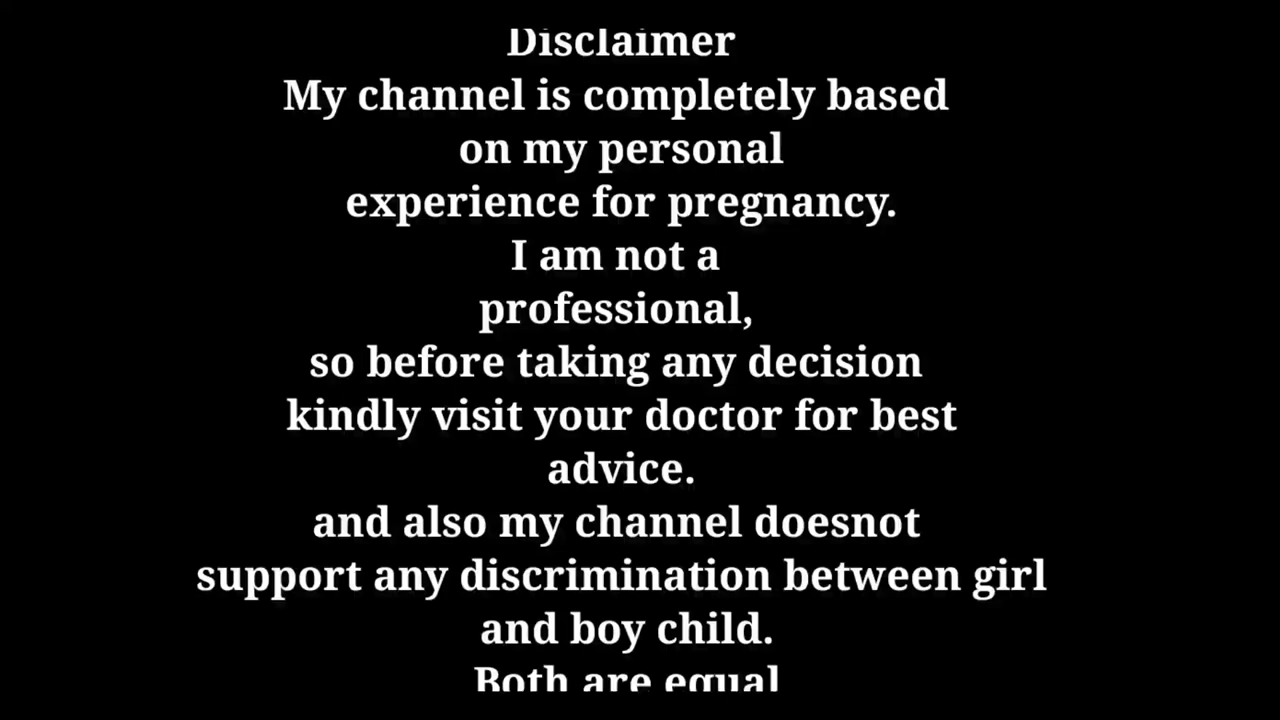 Disclaimer
My channel is completely based
on my personal
experience for pregnancy.
I am not a
professional,
so before taking any decision
kindly visit your doctor for best
advice.
and also my channel doesnot
support any discrimination between girl
and boy child.
Both are equal